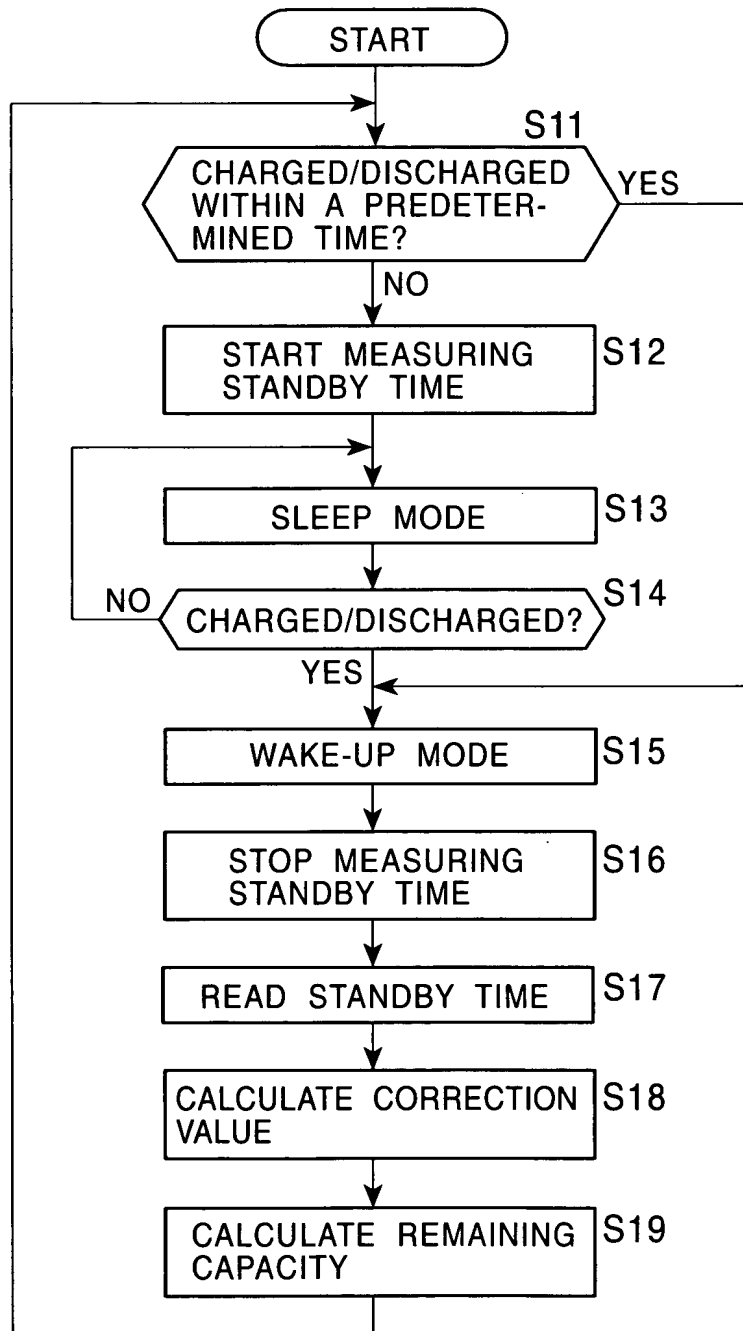 START
S11
CHARGED/DISCHARGED
WITHIN A PREDETER-
MINED TIME?
YES
NO
START MEASURING
STANDBY TIME
S12
SLEEP MODE
S13
S14
NO
CHARGED/DISCHARGED?
YES
WAKE-UP MODE
S15
STOP MEASURING
STANDBY TIME
S16
READ STANDBY TIME
S17
CALCULATE CORRECTION
VALUE
S18
CALCULATE REMAINING
CAPACITY
S19